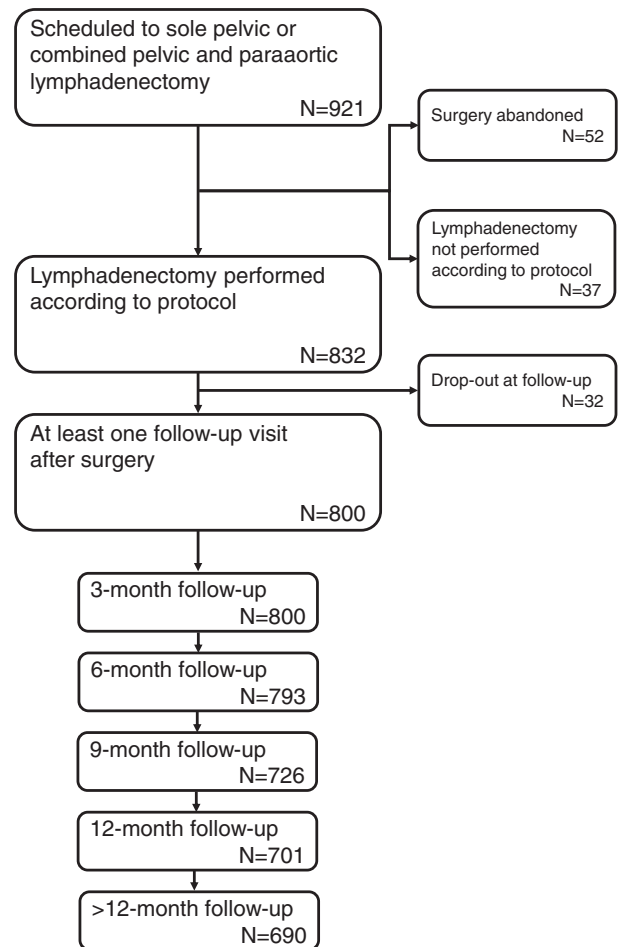 Scheduled to sole pelvic or
combined pelvic and paraaortic
lymphadenectomy
N=921
Surgery abandoned
N=52
Lymphadenectomy
not performed
according to protocol
N=37
Lymphadenectomy performed
according to protocol
N=832
Drop-out at follow-up
N=32
At least one follow-up visit
after surgery
N=800
3-month follow-up
N=800
6-month follow-up
N=793
9-month follow-up
N=726
12-month follow-up
N=701
>12-month follow-up
N=690